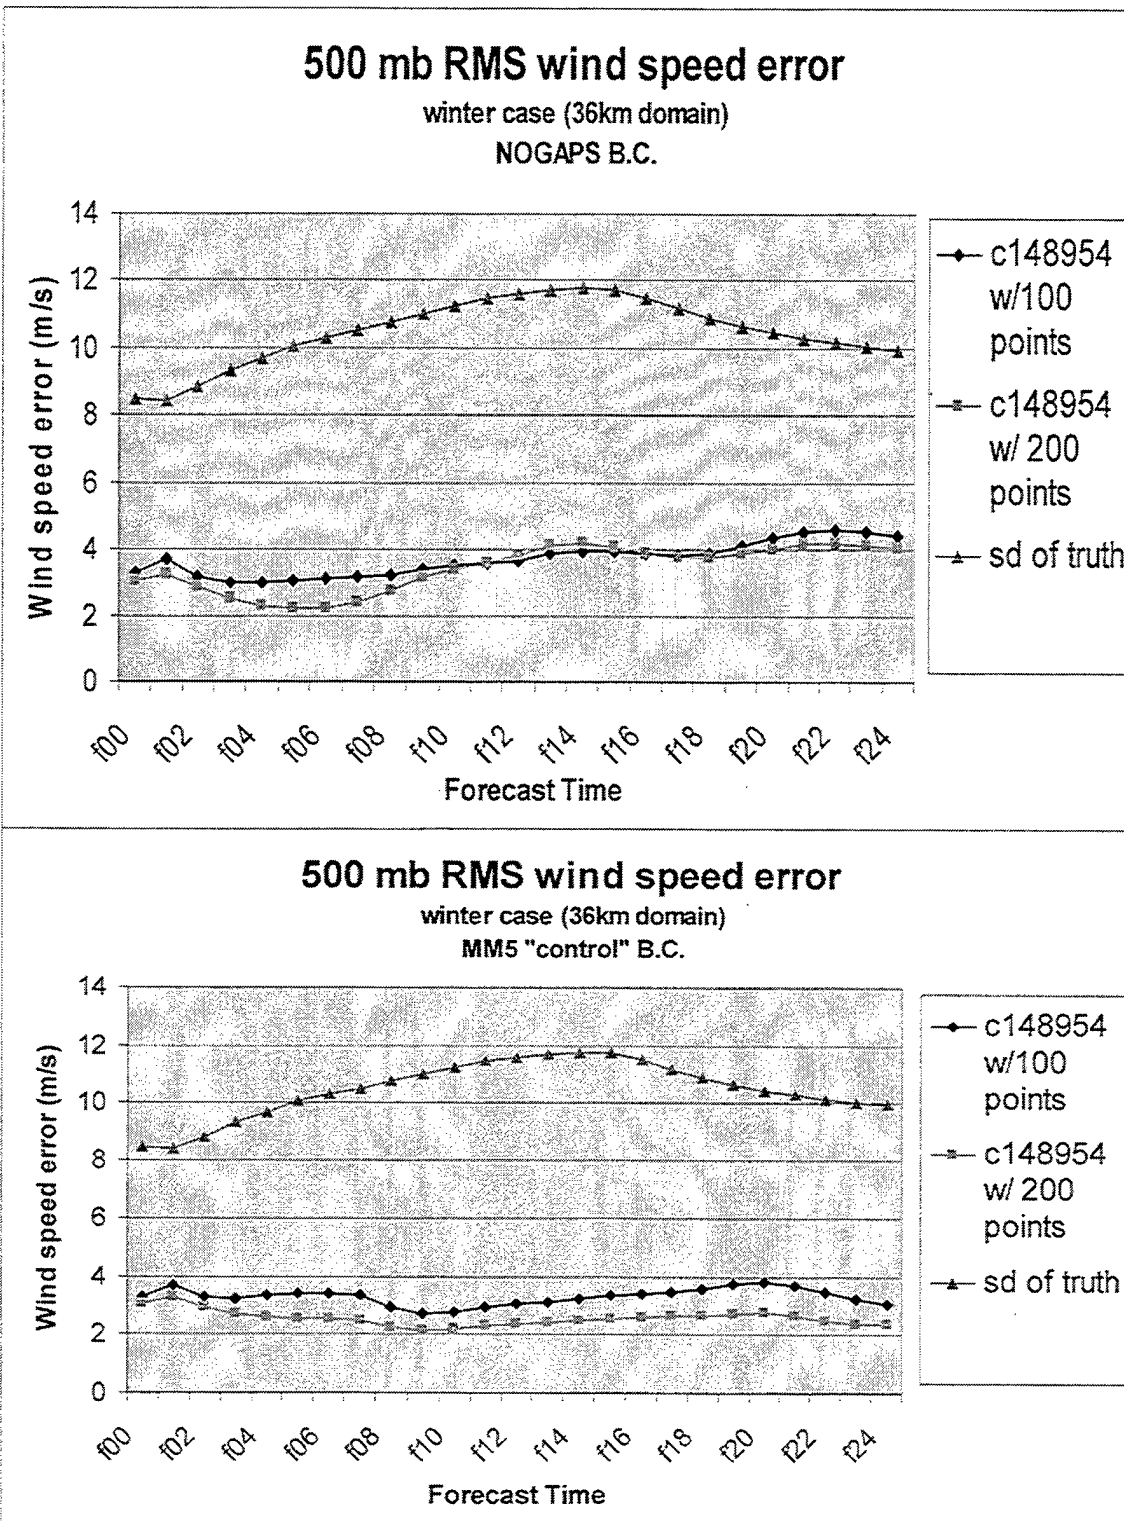 500 mb RMS wind speed error
winter case (36km domain)
NOGAPS B.C.
Wind speed error (m/s)
14
12
10
8
6
4
2
0
f00 f02 f04 f06 f08 f10 f12 f14 f16 f18 f20 f22 f24
Forecast Time
c148954
w/100
points
c148954
w/ 200
points
sd of truth
500 mb RMS wind speed error
winter case (36km domain)
MM5 "control" B.C.
Wind speed error (m/s)
14
12
10
8
6
4
2
0
f00 f02 f04 f06 f08 f10 f12 f14 f16 f18 f20 f22 f24
Forecast Time
c148954
w/100
points
c148954
w/ 200
points
sd of truth